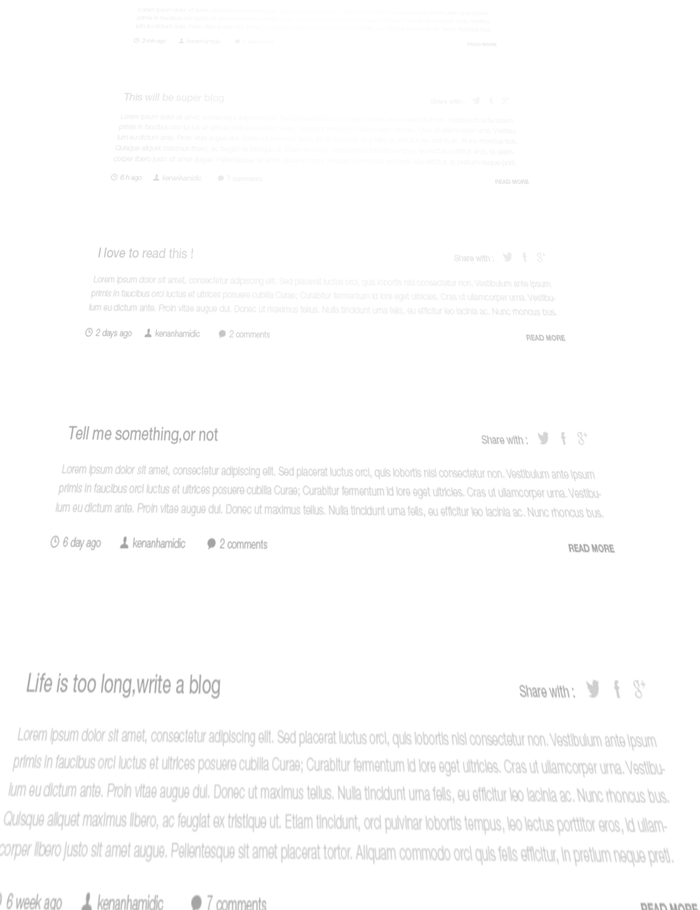 READ MORE
This will be super blog
8 h ago kenanhamidic 7 comments
READ MORE
I love to read this !
Share with :
Lorem ipsum dolor sit amet, consectetur adipiscing elit. Sed placerat luctus orci, quis lobortis nisi consectetur non. Vestibulum ante ipsum
primis in faucibus orci luctus et ultrices posuere cubilia Curae; Curabitur fermentum id lore eget ultricies. Cras ut ullamcorper urna. Vestibu-
lum eu dictum ante. Proin vitae augue dui. Donec ut maximus tellus. Nulla tincidunt urna felis, eu efficitur leo lacinia ac. Nunc rhoncus bus.
2 days ago kenanhamidic 2 comments
READ MORE
Tell me something,or not
Share with :
Lorem ipsum dolor sit amet, consectetur adipiscing elit. Sed placerat luctus orci, quis lobortis nisi consectetur non. Vestibulum ante ipsum
primis in faucibus orci luctus et ultrices posuere cubilia Curae; Curabitur fermentum id lore eget ultricies. Cras ut ullamcorper urna. Vestibu-
lum eu dictum ante. Proin vitae augue dui. Donec ut maximus tellus. Nulla tincidunt urna felis, eu efficitur leo lacinia ac. Nunc rhoncus bus.
6 day ago kenanhamidic 2 comments
READ MORE
Life is too long,write a blog
Share with :
Lorem ipsum dolor sit amet, consectetur adipiscing elit. Sed placerat luctus orci, quis lobortis nisi consectetur non. Vestibulum ante ipsum
primis in faucibus orci luctus et ultrices posuere cubilia Curae; Curabitur fermentum id lore eget ultricies. Cras ut ullamcorper urna. Vestibu-
lum eu dictum ante. Proin vitae augue dui. Donec ut maximus tellus. Nulla tincidunt urna felis, eu efficitur leo lacinia ac. Nunc rhoncus bus.
Quisque aliquet maximus libero, ac feugiat ex tristique ut. Etiam tincidunt, orci pulvinar lobortis tempus, leo lectus porttitor eros, id ullam-
corper libero justo sit amet augue. Pellentesque sit amet placerat tortor. Aliquam commodo orci quis felis efficitur, in pretium neque preti.
6 week ago kenanhamidic 7 comments
READ MORE